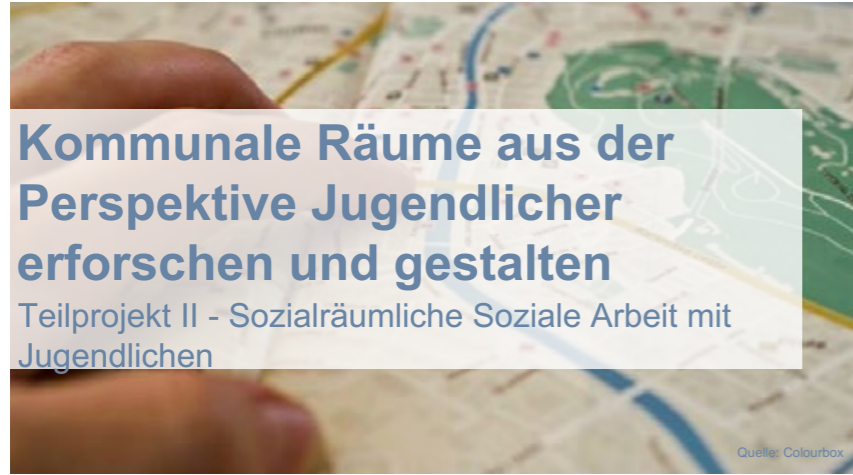 Kommunale Räume aus der
Perspektive Jugendlicher
erforschen und gestalten
Teilprojekt II - Sozialräumliche Soziale Arbeit mit
Jugendlichen
Quelle: Colourbox